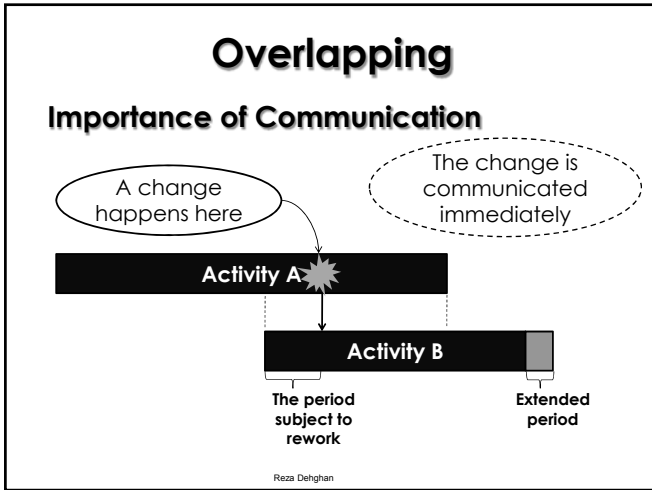 Overlapping
Importance of Communication
A change
happens here
The change is
communicated
immediately
Activity A
Activity B
The period
subject to
rework
Extended
period
Reza Dehghan